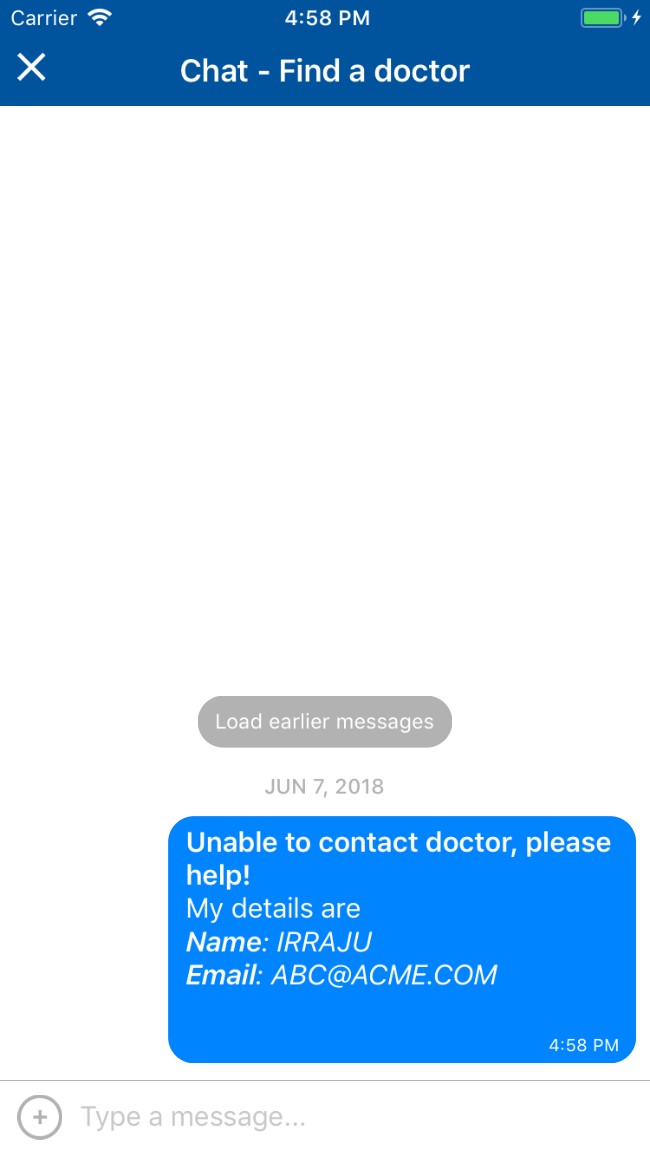 Carrier 4:58 PM
Chat - Find a doctor
Load earlier messages
JUN 7, 2018
Unable to contact doctor, please
help!
My details are
Name: IRRAJU
Email: ABC@ACME.COM
4:58 PM
Type a message...